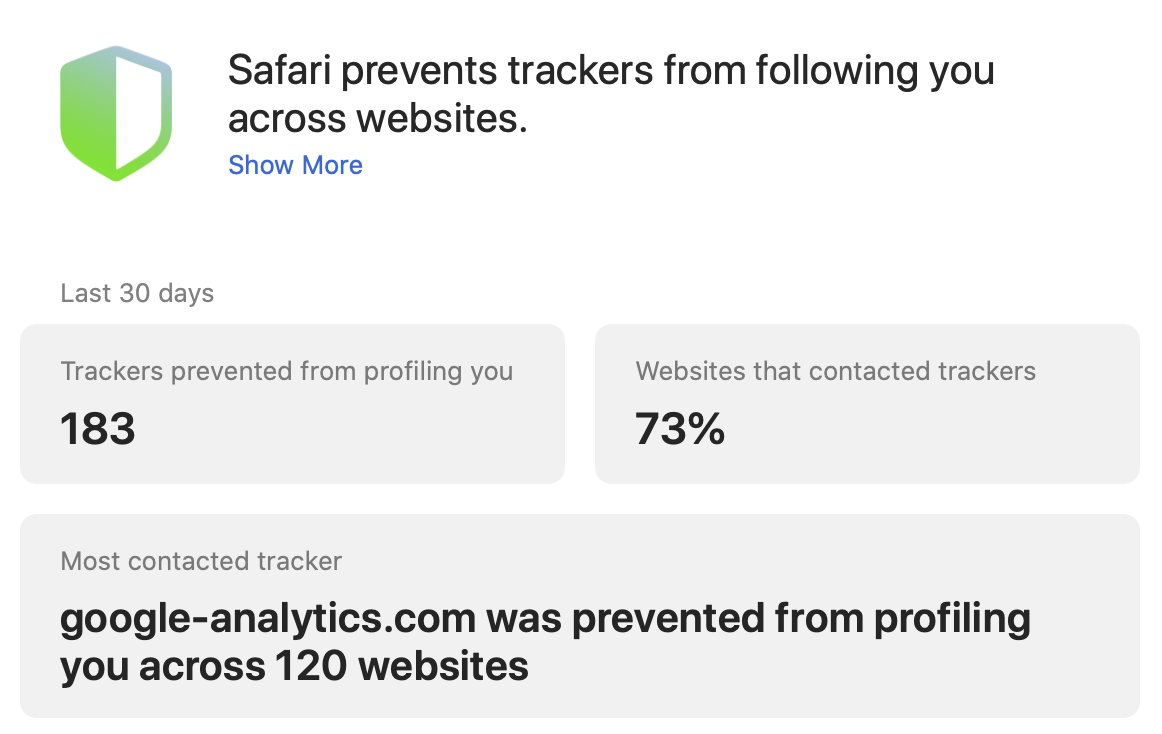 Safari prevents trackers from following you
across websites.
Show More
Last 30 days
Trackers prevented from profiling you
183
Websites that contacted trackers
73%
Most contacted tracker
google-analytics.com was prevented from profiling
you across 120 websites